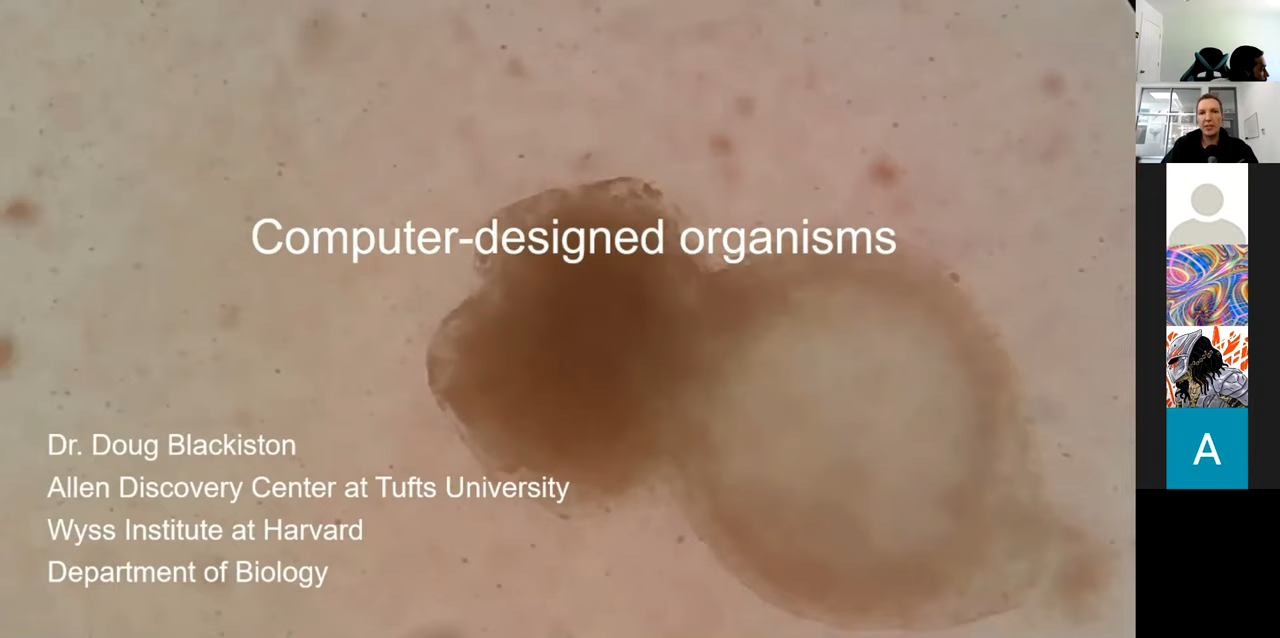 Computer-designed organisms
Dr. Doug Blackiston
Allen Discovery Center at Tufts University
Wyss Institute at Harvard
Department of Biology
A